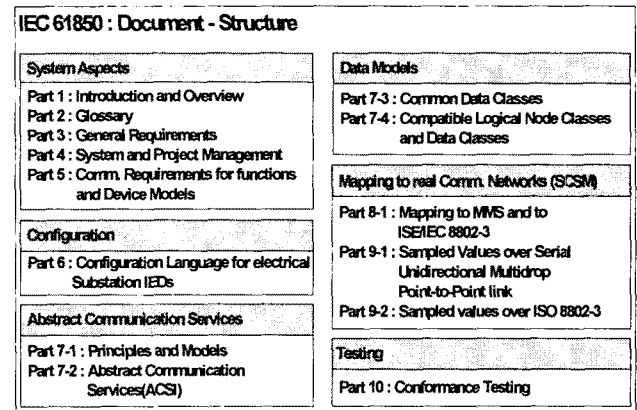 IEC 61850 : Document - Structure
System Aspects
Part 1 : Introduction and Overview
Part 2 : Glossary
Part 3 : General Requirements
Part 4 : System and Project Management
Part 5 : Comm. Requirements for functions
and Device Models
Configuration
Part 6 : Configuration Language for electrical
Substation IEDs
Abstract Communication Services
Part 7-1 : Principles and Models
Part 7-2 : Abstract Communication
Services(ACSI)
Data Models
Part 7-3 : Common Data Classes
Part 7-4 : Compatible Logical Node Classes
and Data Classes
Mapping to real Comm. Networks (SCSM)
Part 8-1 : Mapping to MMS and to
ISE/IEC 8802-3
Part 9-1 : Sampled Values over Serial
Unidirectional Multidrop
Point-to-Point link
Part 9-2 : Sampled values over ISO 8802-3
Testing
Part 10 : Conformance Testing